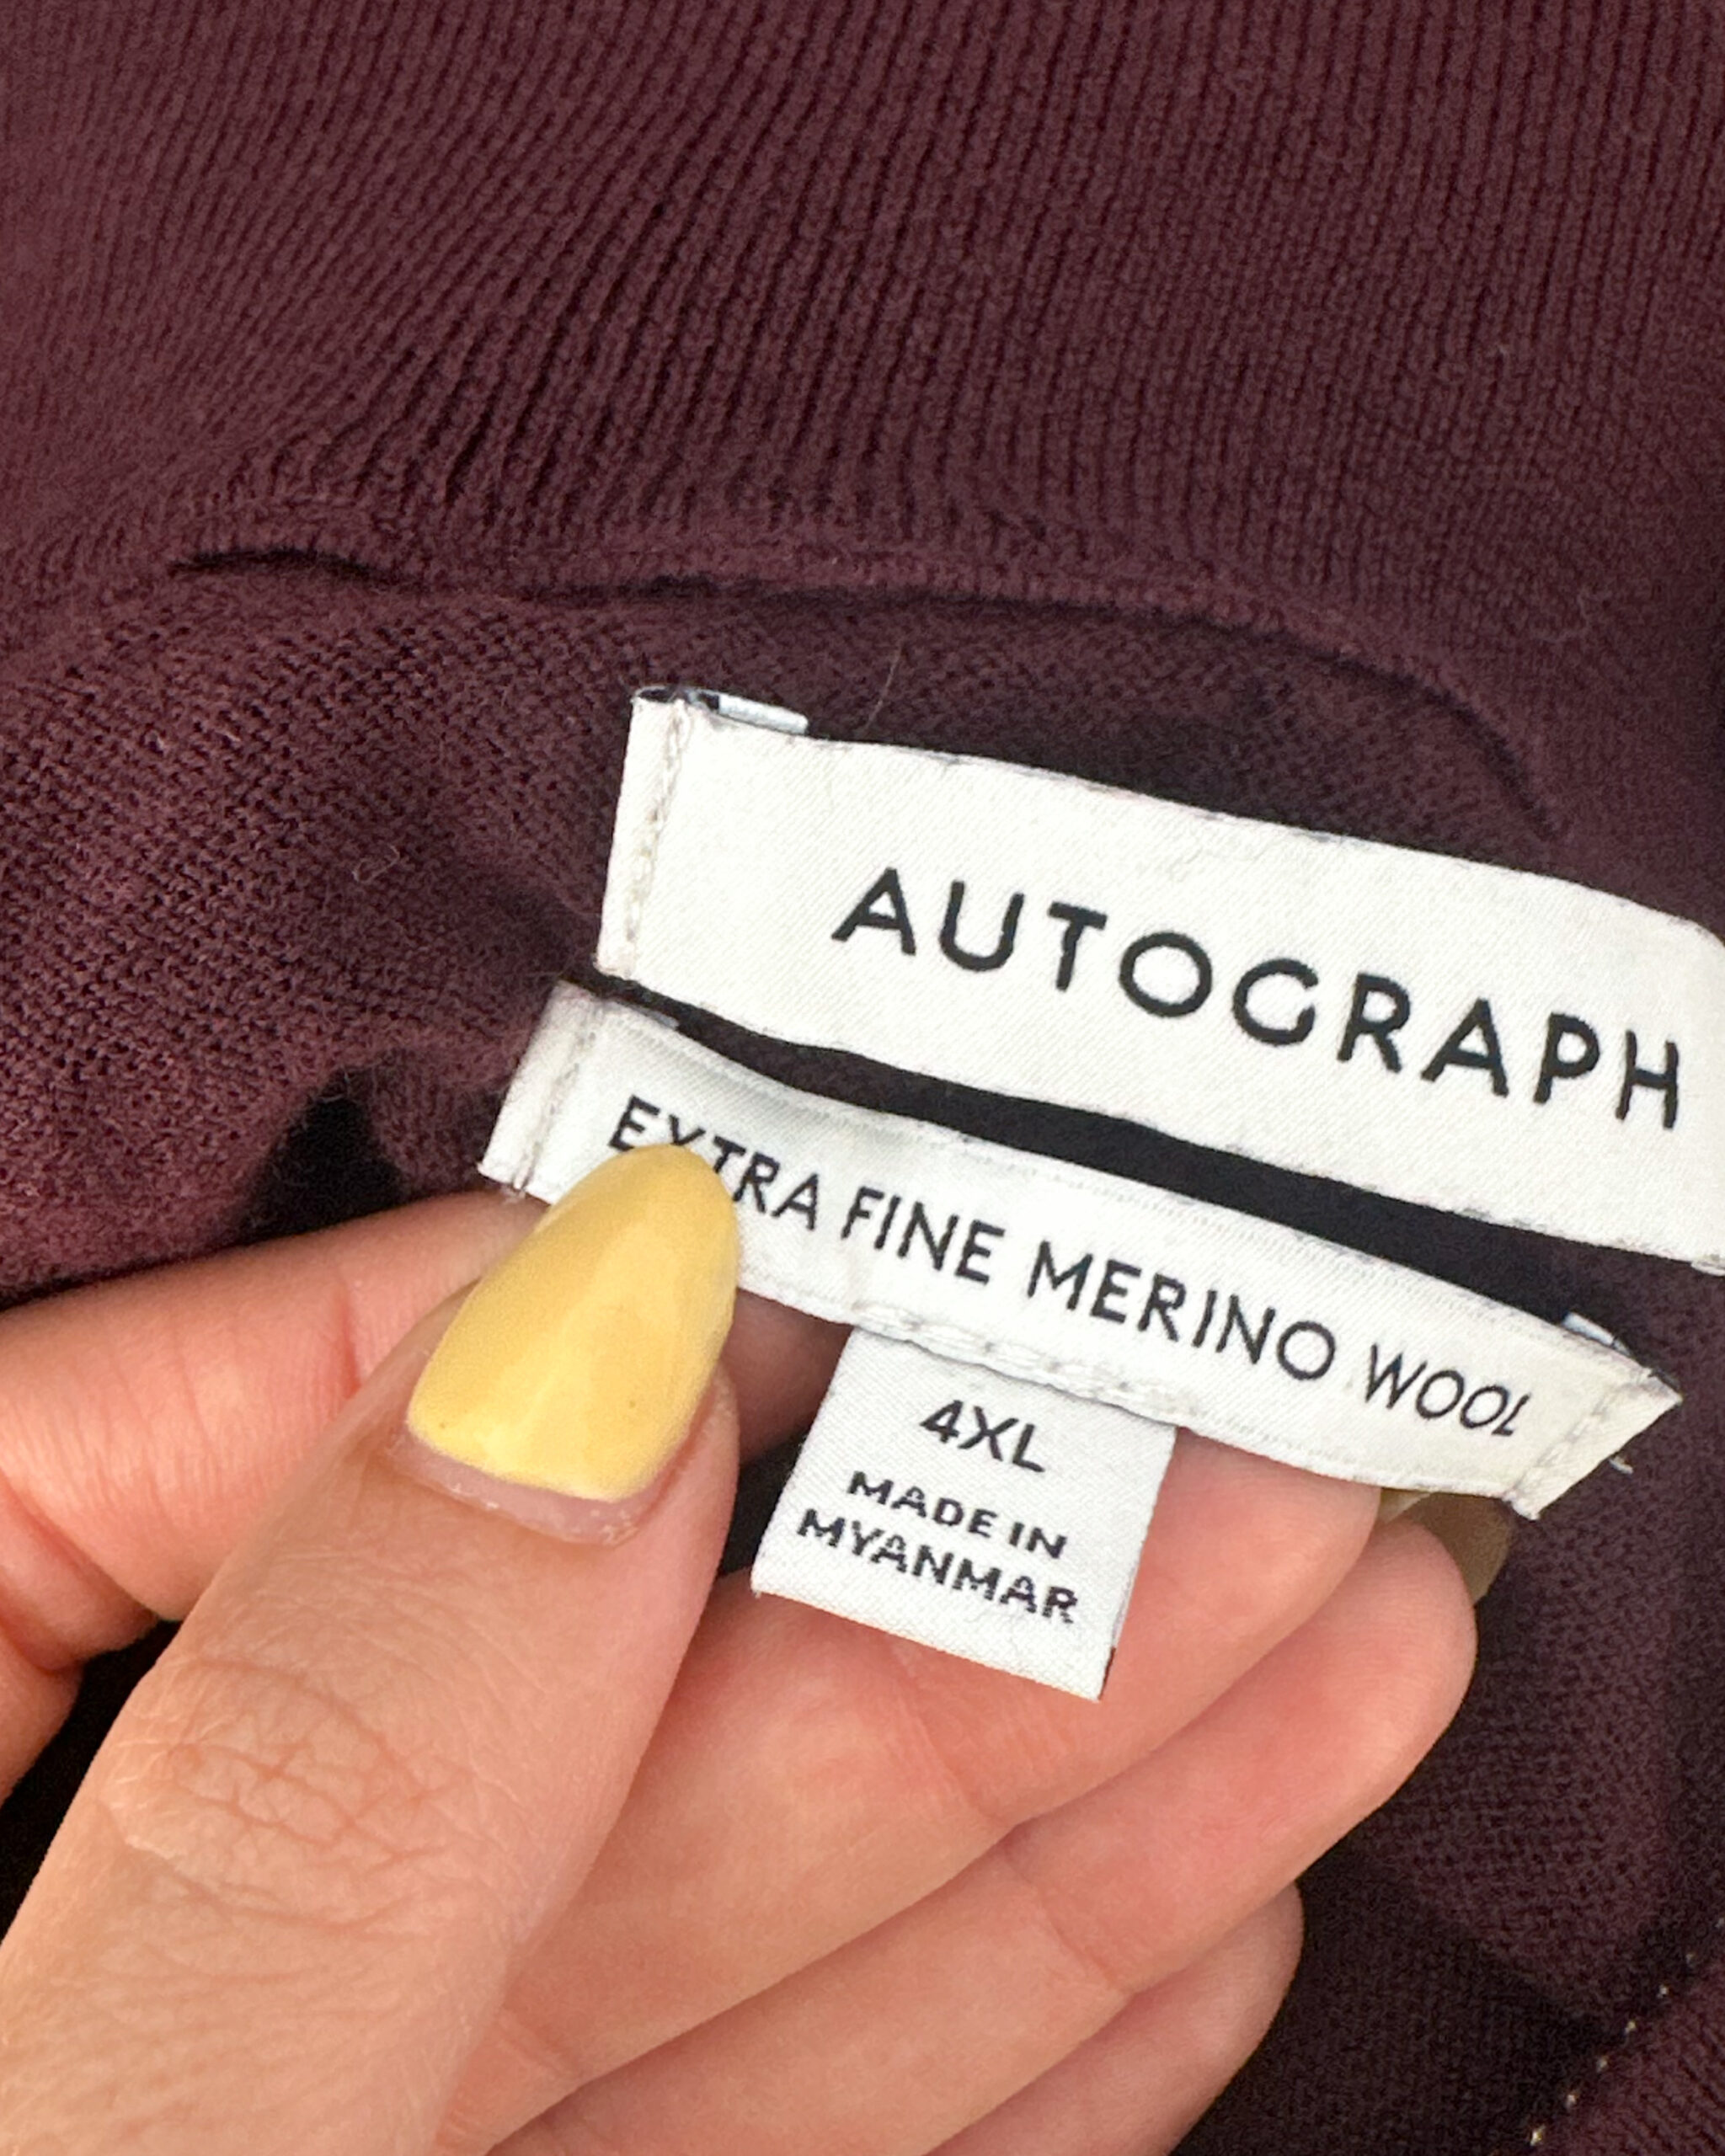 AUTOGRAPH
EXTRA FINE MERINO WOOL
4XL
MADE IN
MYANMAR